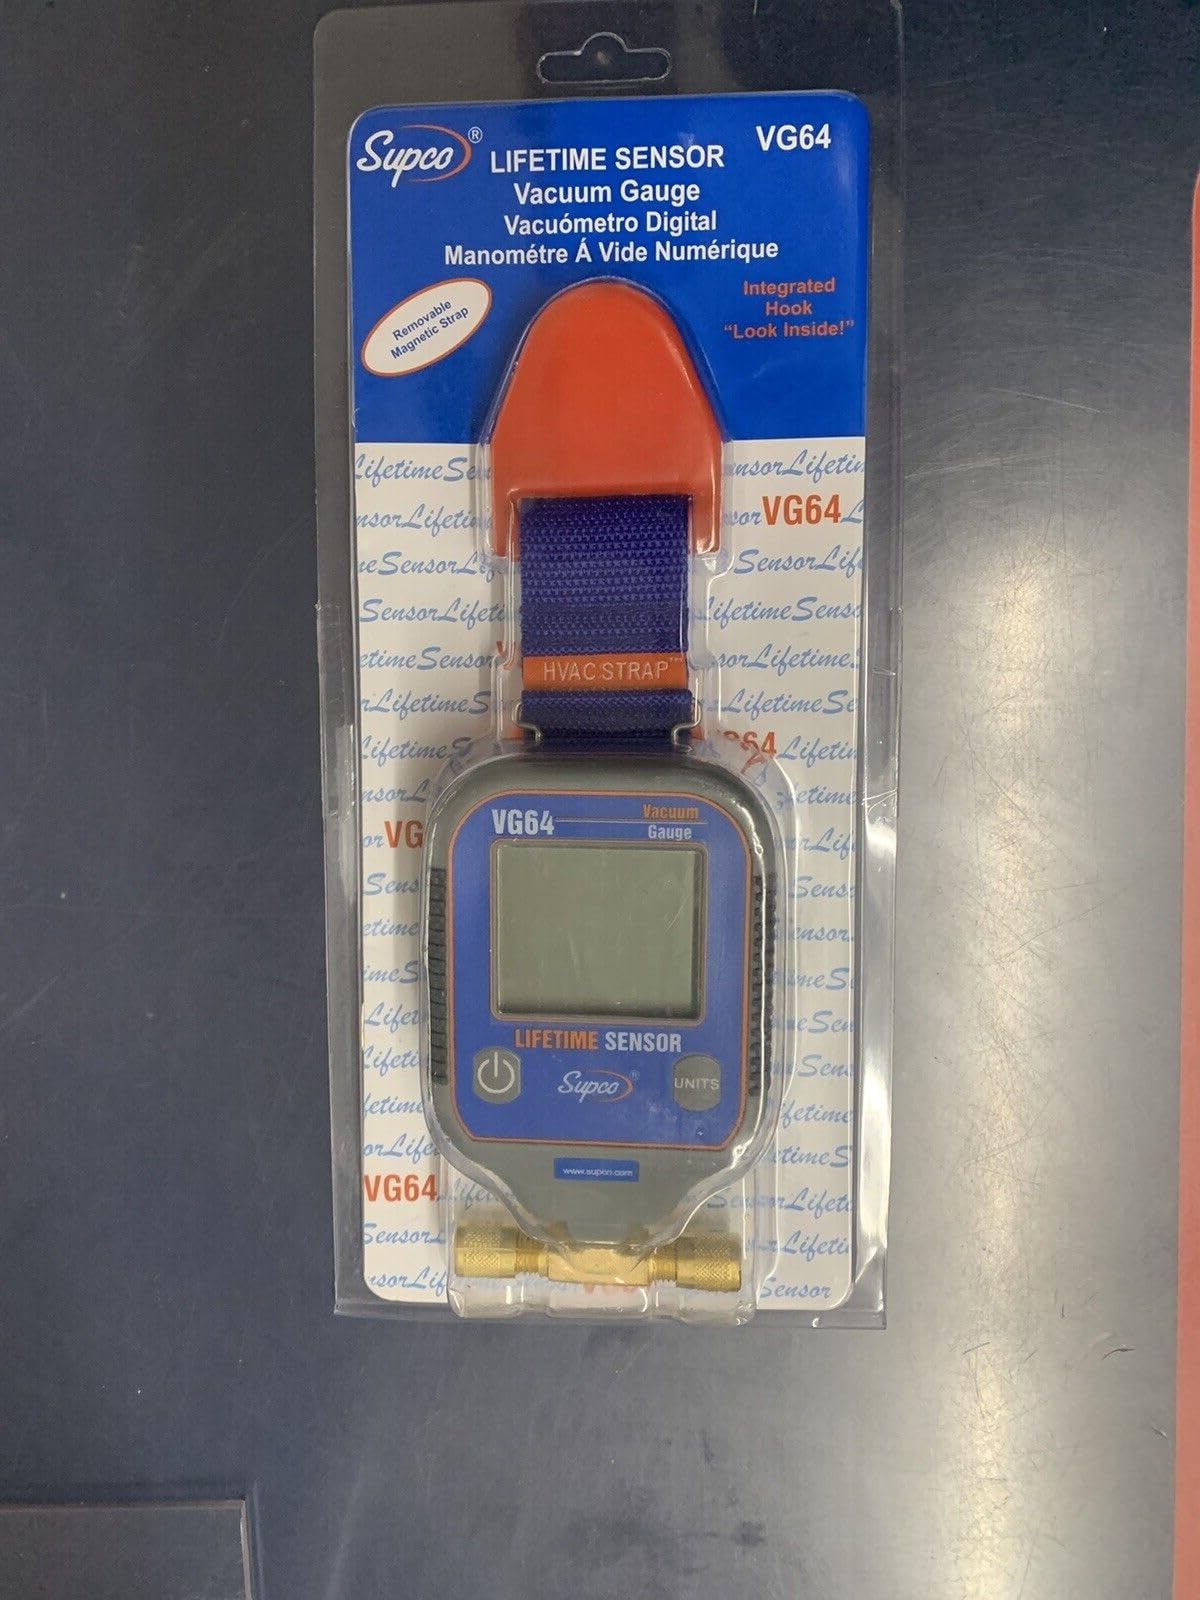 Supco®
LIFETIME SENSOR
VG64
Vacuum Gauge
Vacuómetro Digital
Manométre Á Vide Numérique
Removable
Magnetic Strap
Integrated
Hook
“Look Inside!”
VG64
HVAC STRAP™
VG64
Vacuum
Gauge
LIFETIME SENSOR
Supco®
UNITS
www.supco.com
VG64
Sensor